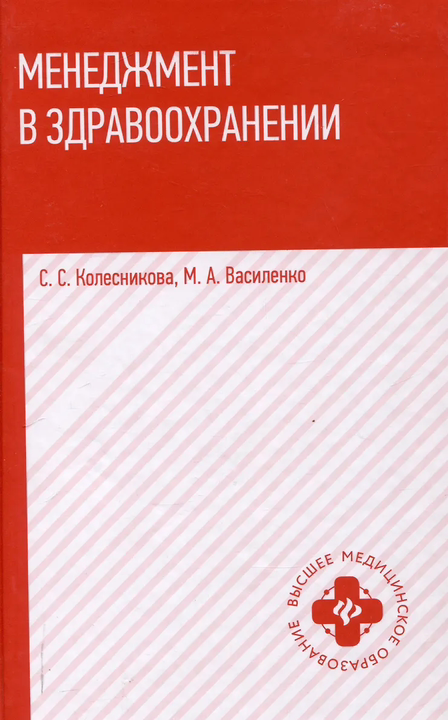 МЕНЕДЖМЕНТ
В ЗДРАВООХРАНЕНИИ
С. С. Колесникова, М. А. Василенко
ВЫСШЕЕ МЕДИЦИНСКОЕ ОБРАЗОВАНИЕ